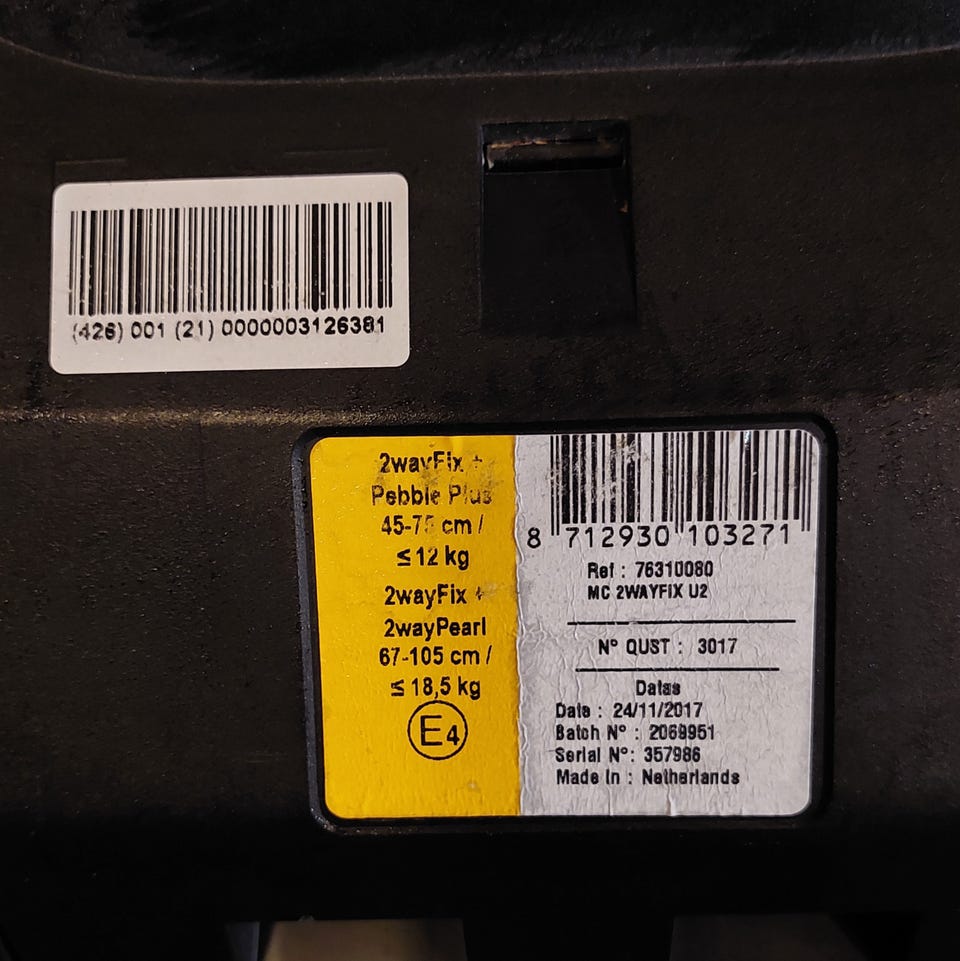 (426) 001 (21) 0000003126381
2wayFix +
Pebble Plus
45-75 cm /
≤12 kg
2wayFix +
2wayPearl
67-105 cm /
≤ 18,5 kg
E4
8 712930 103271
Ref : 76310080
MC 2WAYFIX U2
N° QUST : 3017
Datas
Date : 24/11/2017
Batch N° : 2069951
Serial N°: 357986
Made In : Netherlands